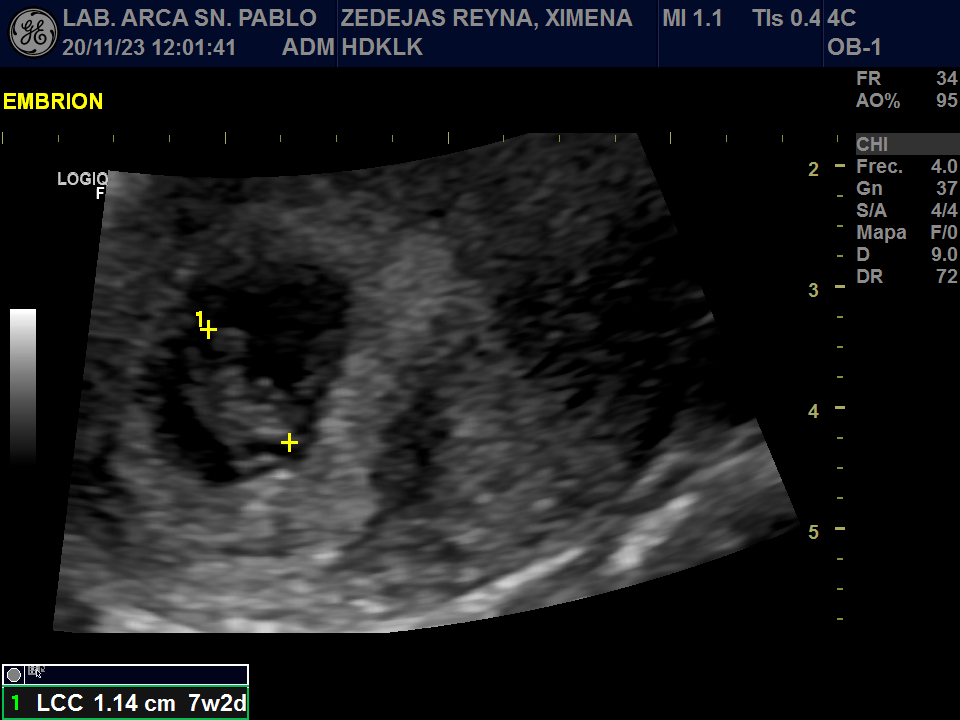 LAB. ARCA SN. PABLO ZEDEJAS REYNA, XIMENA MI 1.1 TIs 0.4 4C
20/11/23 12:01:41 ADM HDKLK OB-1
FR 34
EMBRION
AO% 95
CHI
Frec. 4.0
Gn 37
S/A 4/4
Mapa F/0
D 9.0
DR 72
LOGIQ
F
2
3
4
5
1
1 LCC 1.14 cm 7w2d